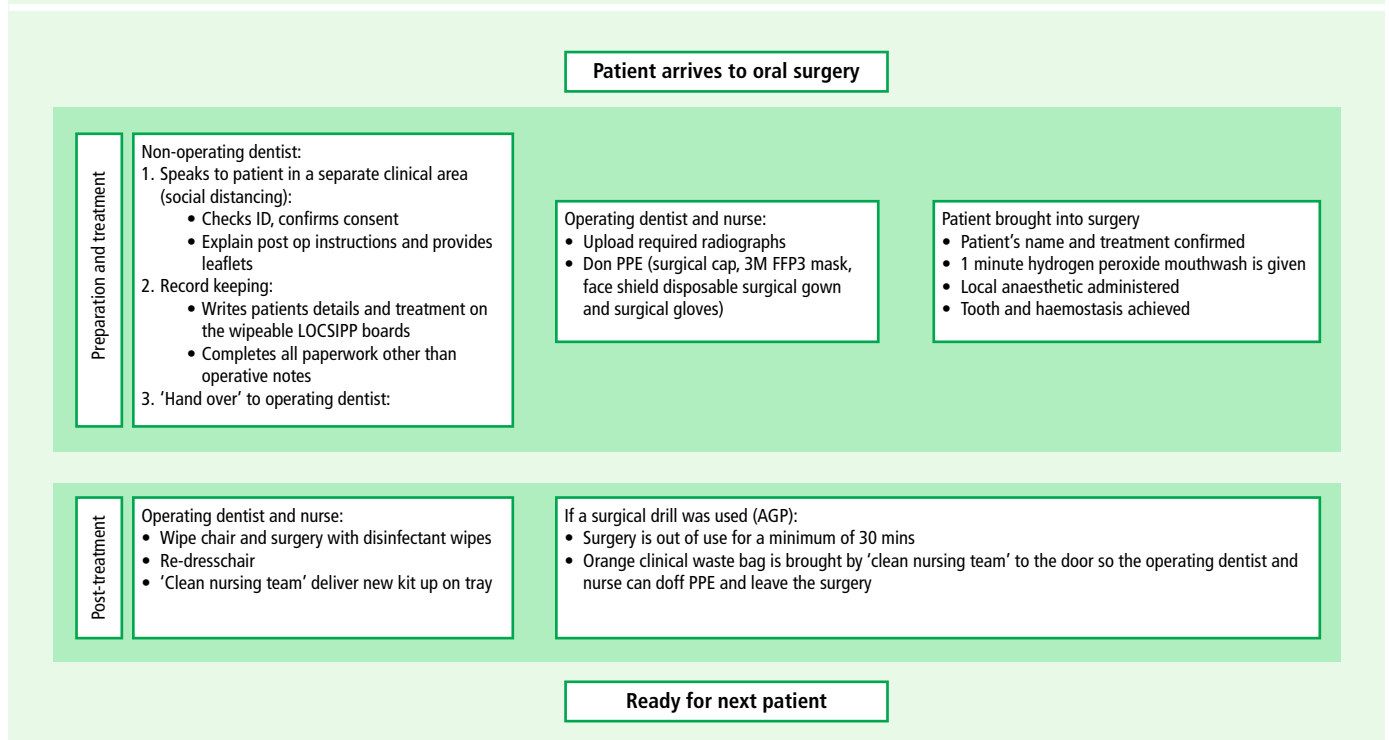 Patient arrives to oral surgery
Preparation and treatment
Non-operating dentist:
1. Speaks to patient in a separate clinical area
(social distancing):
• Checks ID, confirms consent
• Explain post op instructions and provides
leaflets
2. Record keeping:
• Writes patients details and treatment on
the wipeable LOCSIPP boards
• Completes all paperwork other than
operative notes
3. 'Hand over' to operating dentist:
Operating dentist and nurse:
• Upload required radiographs
• Don PPE (surgical cap, 3M FFP3 mask,
face shield disposable surgical gown
and surgical gloves)
Patient brought into surgery
• Patient's name and treatment confirmed
• 1 minute hydrogen peroxide mouthwash is given
• Local anaesthetic administered
• Tooth and haemostasis achieved
Post-treatment
Operating dentist and nurse:
• Wipe chair and surgery with disinfectant wipes
• Re-dresschair
• 'Clean nursing team' deliver new kit up on tray
If a surgical drill was used (AGP):
• Surgery is out of use for a minimum of 30 mins
• Orange clinical waste bag is brought by 'clean nursing team' to the door so the operating dentist and
nurse can doff PPE and leave the surgery
Ready for next patient